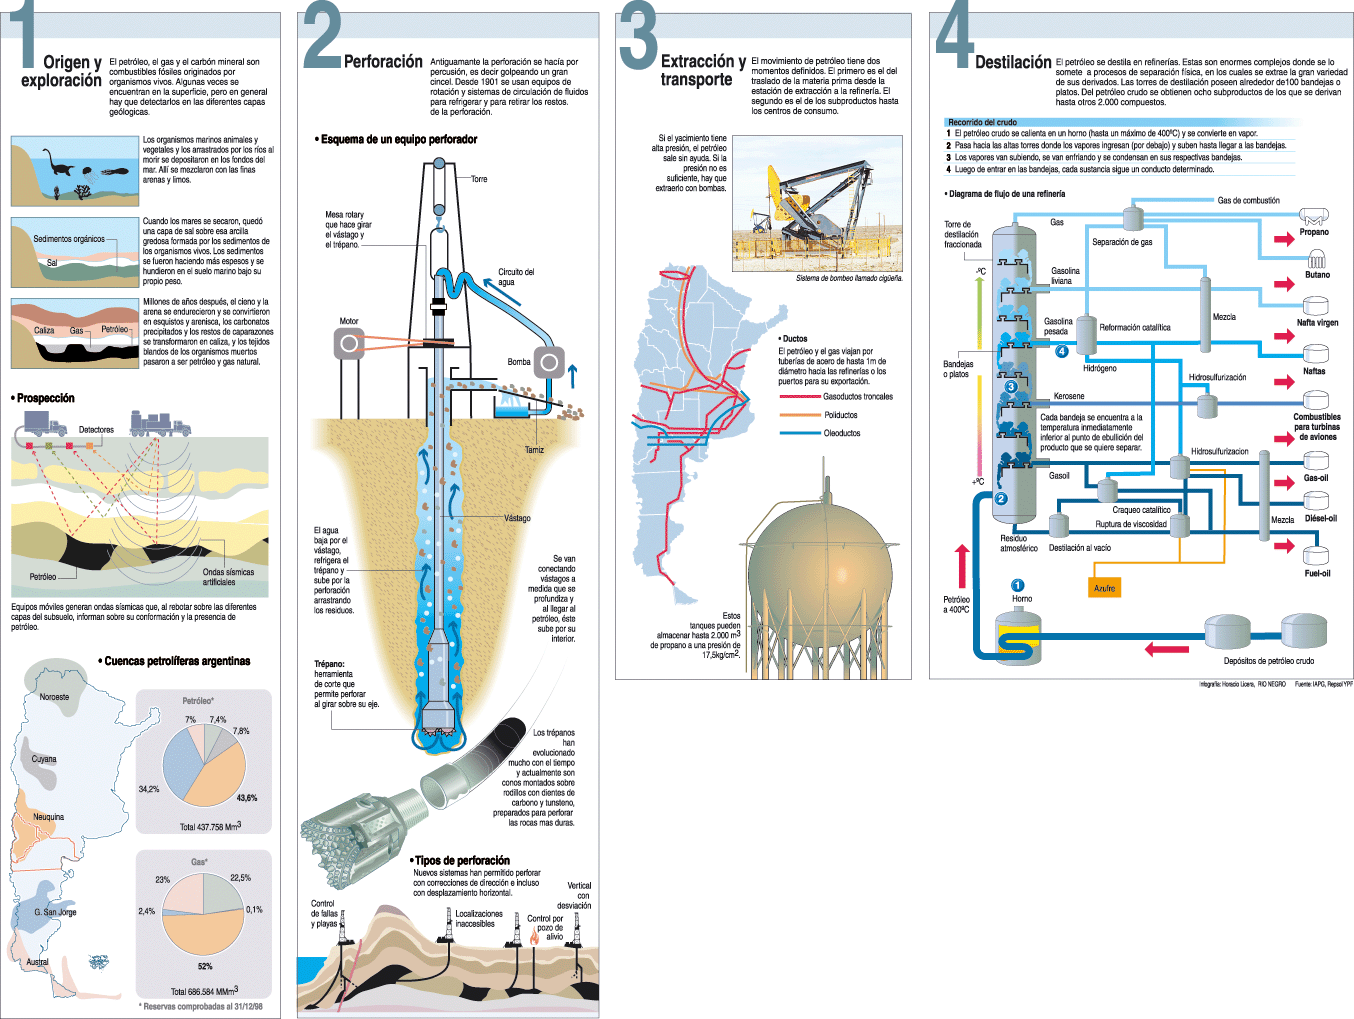 1
Origen y
exploración
El petróleo, el gas y el carbón mineral son
combustibles fósiles originados por
organismos vivos. Algunas veces se
encuentran en la superficie, pero en general
hay que detectarlos en las diferentes capas
geólogicas.
Los organismos marinos animales y
vegetales y los arrastrados por los ríos al
morir se depositaron en los fondos del
mar. Allí se mezclaron con las finas
arenas y limos.
Sedimentos orgánicos
Sal
Cuando los mares se secaron, quedó
una capa de sal sobre esa arcilla
gredosa formada por los sedimentos de
los organismos vivos. Los sedimentos
se fueron haciendo más espesos y se
hundieron en el suelo marino bajo su
propio peso.
Caliza
Gas
Petróleo
Millones de años después, el cieno y la
arena se endurecieron y se convirtieron
en esquistos y arenisca, los carbonatos
precipitados y los restos de caparazones
se transformaron en caliza, y los tejidos
blandos de los organismos muertos
pasaron a ser petróleo y gas natural.
• Prospección
Detectores
Petróleo
Ondas sísmicas
artificiales
Equipos móviles generan ondas sísmicas que, al rebotar sobre las diferentes
capas del subsuelo, informan sobre su conformación y la presencia de
petróleo.
• Cuencas petrolíferas argentinas
Noroeste
Cuyana
Neuquina
G. San Jorge
Austral
Petróleo*
7%
7,4%
7,8%
34,2%
43,6%
Total 437.758 Mm3
Gas*
23%
22,5%
2,4%
0,1%
52%
Total 686.584 MMm3
* Reservas comprobadas al 31/12/98
2
Perforación
Antiguamente la perforación se hacía por
percusión, es decir golpeando un gran
cincel. Desde 1901 se usan equipos de
rotación y sistemas de circulación de fluidos
para refrigerar y para retirar los restos.
de la perforación.
• Esquema de un equipo perforador
Torre
Mesa rotary
que hace girar
el vástago y
el trépano.
Circuito del
agua
Motor
Bomba
Tamiz
Vástago
El agua
baja por el
vástago,
refrigera el
trépano y
sube por la
perforación
arrastrando
los residuos.
Se van
conectando
vástagos a
medida que se
profundiza y
al llegar al
petróleo, éste
sube por su
interior.
Trépano:
herramienta
de corte que
permite perforar
al girar sobre su eje.
Los trépanos
han
evolucionado
mucho con el tiempo
y actualmente son
conos montados sobre
rodillos con dientes de
carbono y tunsteno,
preparados para perforar
las rocas mas duras.
• Tipos de perforación
Nuevos sistemas han permitido perforar
con correcciones de dirección e incluso
con desplazamiento horizontal.
Control
de fallas
y playas
Localizaciones
inaccesibles
Control por
pozo de
alivio
Vertical
con
desviación
3
Extracción y
transporte
El movimiento de petróleo tiene dos
momentos definidos. El primero es el del
traslado de la materia prima desde la
estación de extracción a la refinería. El
segundo es el de los subproductos hasta
los centros de consumo.
Si el yacimiento tiene
alta presión, el petróleo
sale sin ayuda. Si la
presión no es
suficiente, hay que
extraerlo con bombas.
Sistema de bombeo llamado cigüeña.
• Ductos
El petróleo y el gas viajan por
tuberías de acero de hasta 1m de
diámetro hacia las refinerías o los
puertos para su exportación.
Gasoductos troncales
Poliductos
Oleoductos
Estos
tanques pueden
almacenar hasta 2.000 m3
de propano a una presión de
17,5kg/cm2.
4
Destilación
El petróleo se destila en refinerías. Estas son enormes complejos donde se lo
somete a procesos de separación física, en los cuales se extrae la gran variedad
de sus derivados. Las torres de destilación poseen alrededor de100 bandejas o
platos. Del petróleo crudo se obtienen ocho subproductos de los que se derivan
hasta otros 2.000 compuestos.
Recorrido del crudo
1 El petróleo crudo se calienta en un horno (hasta un máximo de 400ºC) y se convierte en vapor.
2 Pasa hacia las altas torres donde los vapores ingresan (por debajo) y suben hasta llegar a las bandejas.
3 Los vapores van subiendo, se van enfriando y se condensan en sus respectivas bandejas.
4 Luego de entrar en las bandejas, cada sustancia sigue un conducto determinado.
• Diagrama de flujo de una refinería
Torre de
destilación
fraccionada
-ºC
Bandejas
o platos
+ºC
Gas
Separación de gas
Gas de combustión
Propano
Butano
Gasolina
liviana
Nafta virgen
Gasolina
pesada
4
Reformación catalítica
Mezcla
Hidrógeno
Naftas
3
Kerosene
Hidrosulfurización
Combustibles
para turbinas
de aviones
Cada bandeja se encuentra a la
temperatura inmediatamente
inferior al punto de ebullición del
producto que se quiere separar.
Hidrosulfurizacion
Gas-oil
Gasoil
2
Craqueo catalítico
Ruptura de viscosidad
Mezcla
Diésel-oil
Residuo
atmosférico
Destilación al vacío
Fuel-oil
Azufre
Petróleo
a 400ºC
1
Horno
Depósitos de petróleo crudo
Infografía: Horacio Licera, RIO NEGRO Fuente: IAPG, Repsol YPF